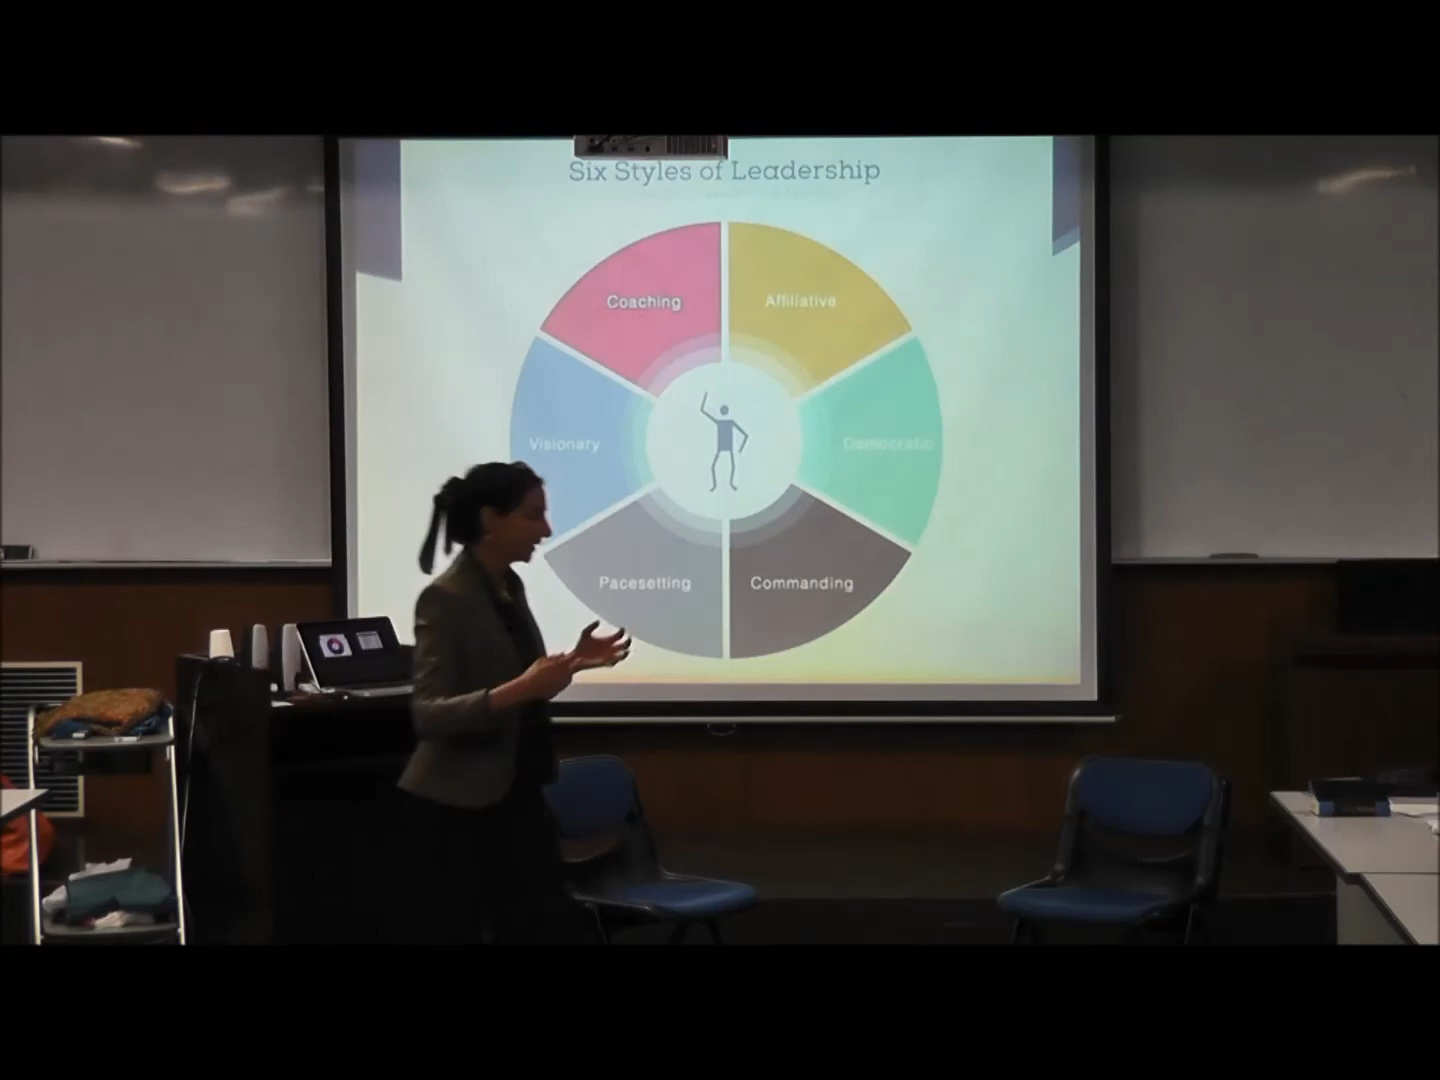 Six Styles of Leadership
Coaching
Affiliative
Visionary
Democratic
Pacesetting
Commanding